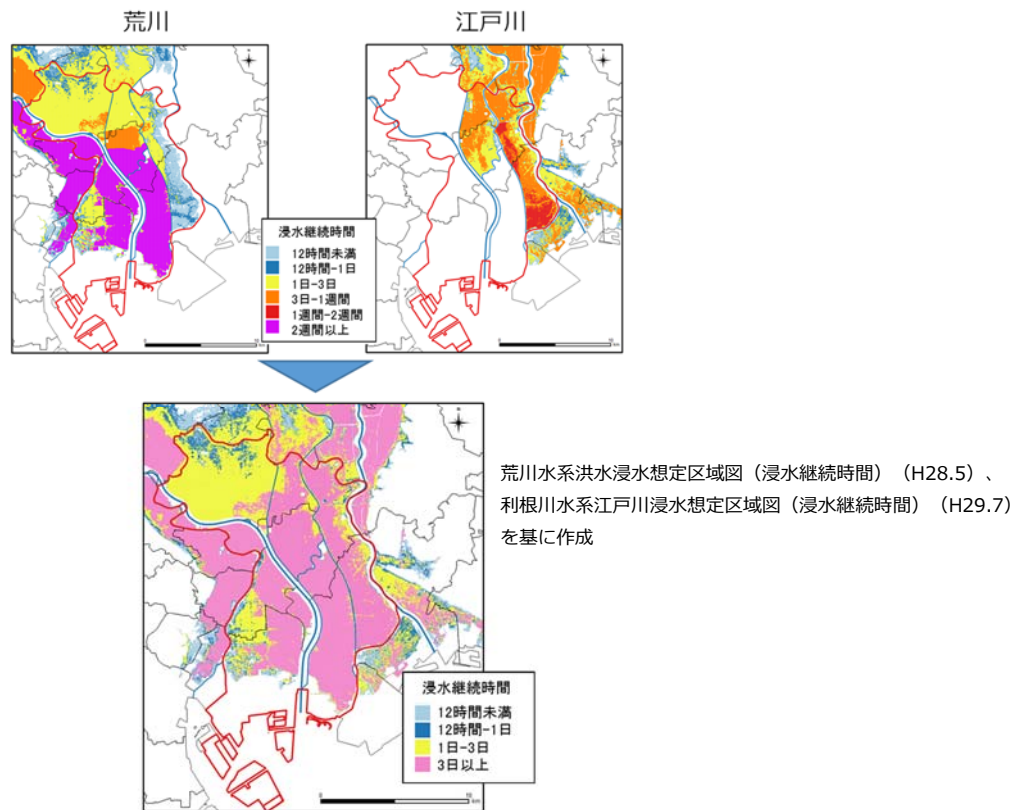 荒川
江戸川
浸水継続時間
12時間未満
12時間-1日
1日-3日
3日-1週間
1週間-2週間
2週間以上
浸水継続時間
12時間未満
12時間-1日
1日-3日
3日以上
荒川水系洪水浸水想定区域図（浸水継続時間）（H28.5）、
利根川水系江戸川浸水想定区域図（浸水継続時間）（H29.7）
を基に作成